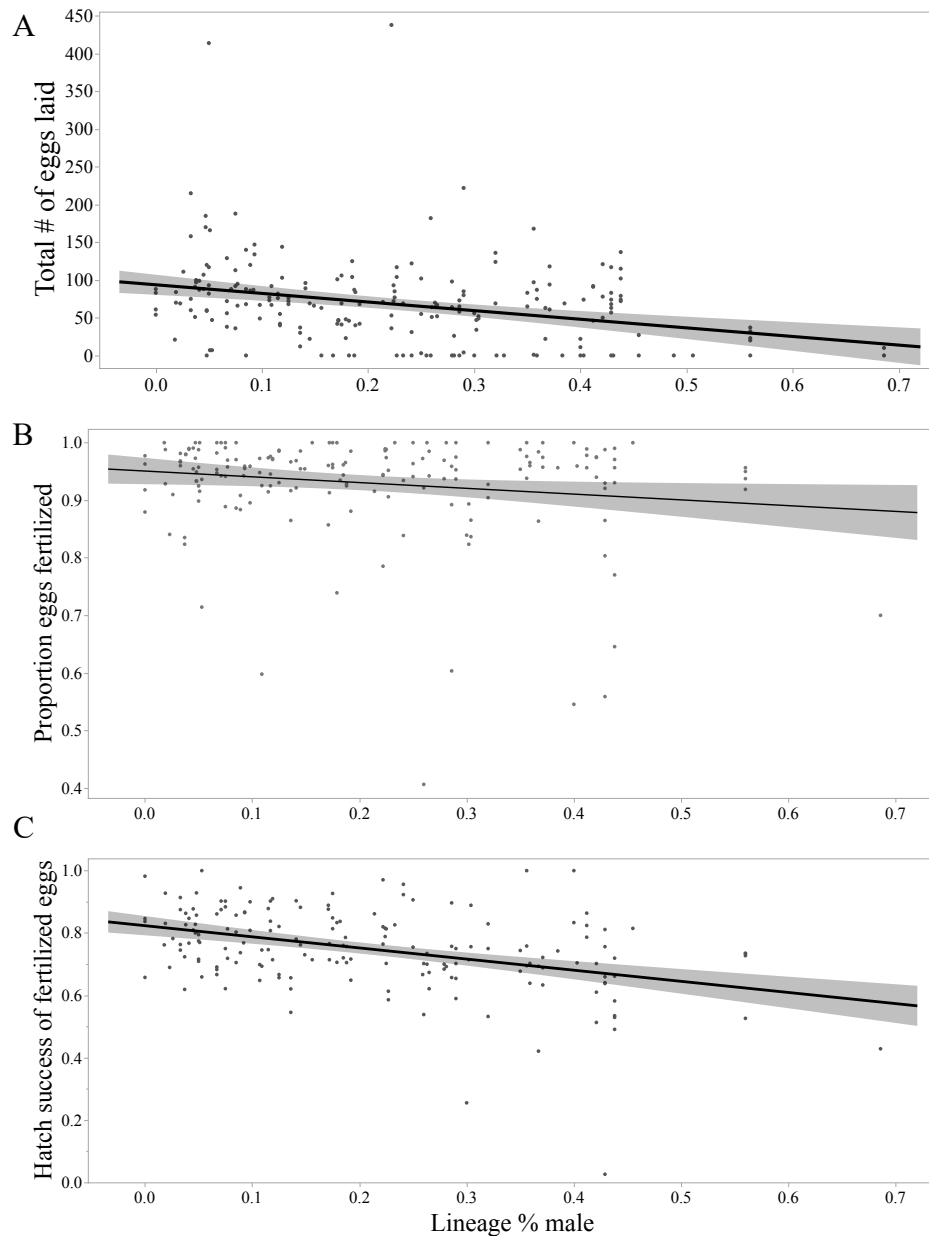 A
Total # of eggs laid
450
400
350
300
250
200
150
100
50
0
0.0 0.1 0.2 0.3 0.4 0.5 0.6 0.7
B
Proportion eggs fertilized
1.0
0.9
0.8
0.7
0.6
0.5
0.4
0.0 0.1 0.2 0.3 0.4 0.5 0.6 0.7
C
Hatch success of fertilized eggs
1.0
0.8
0.6
0.4
0.2
0.0
0.0 0.1 0.2 0.3 0.4 0.5 0.6 0.7
Lineage % male